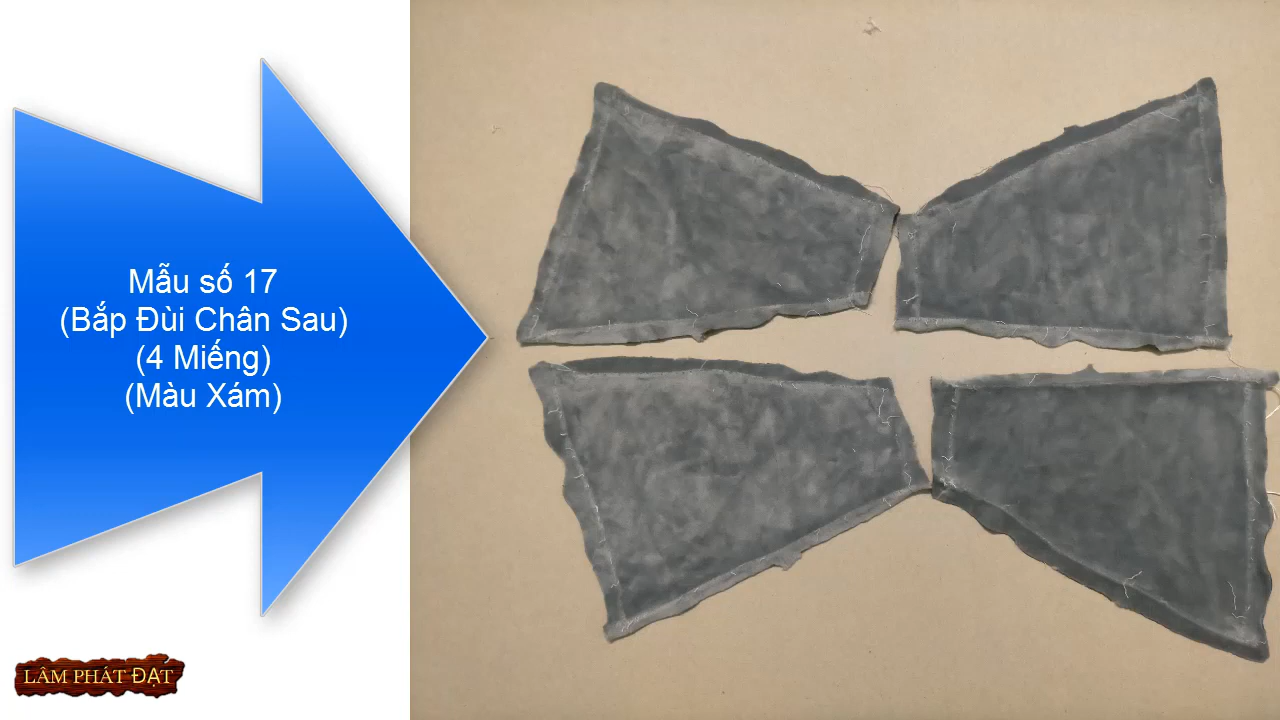 Mẫu số 17
(Bắp Đùi Chân Sau)
(4 Miếng)
(Màu Xám)
LÂM PHÁT ĐẠT